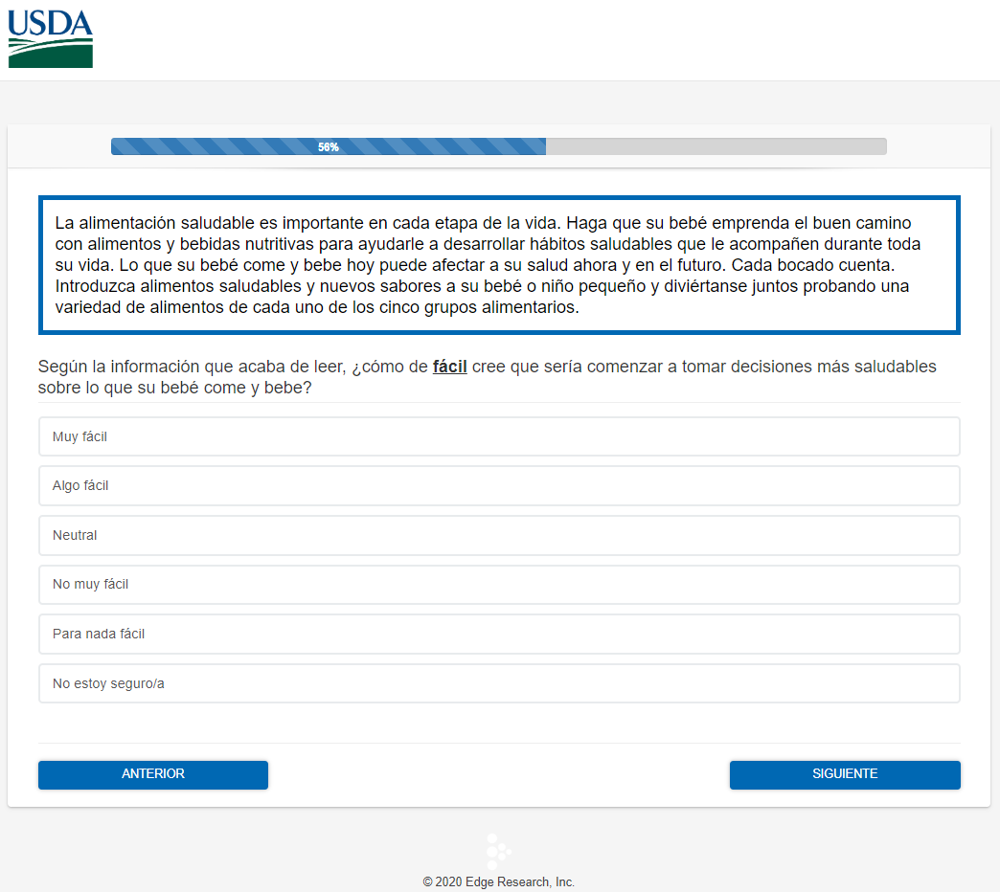 USDA
56%
La alimentación saludable es importante en cada etapa de la vida. Haga que su bebé emprenda el buen camino
con alimentos y bebidas nutritivas para ayudarle a desarrollar hábitos saludables que le acompañen durante toda
su vida. Lo que su bebé come y bebe hoy puede afectar a su salud ahora y en el futuro. Cada bocado cuenta.
Introduzca alimentos saludables y nuevos sabores a su bebé o niño pequeño y diviértanse juntos probando una
variedad de alimentos de cada uno de los cinco grupos alimentarios.
Según la información que acaba de leer, ¿cómo de fácil cree que sería comenzar a tomar decisiones más saludables
sobre lo que su bebé come y bebe?
Muy fácil
Algo fácil
Neutral
No muy fácil
Para nada fácil
No estoy seguro/a
ANTERIOR
SIGUIENTE
© 2020 Edge Research, Inc.